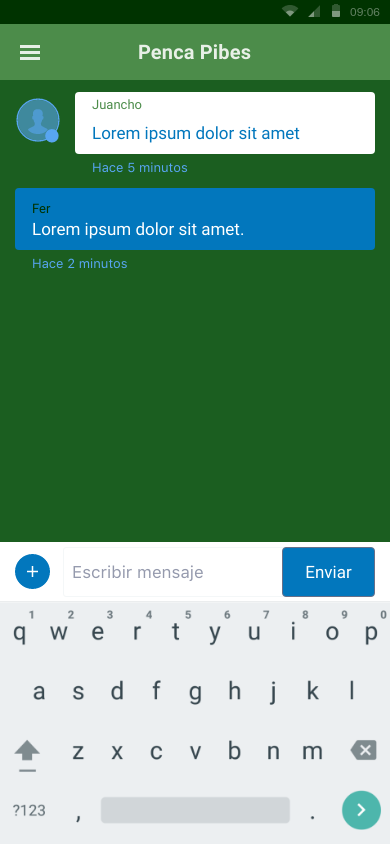 09:06
Penca Pibes
Juancho
Lorem ipsum dolor sit amet
Hace 5 minutos
Fer
Lorem ipsum dolor sit amet.
Hace 2 minutos
+
Escribir mensaje
Enviar
1 2 3 4 5 6 7 8 9 0
q w e r t y u i o p
a s d f g h j k l
z x c v b n m
?123 , .